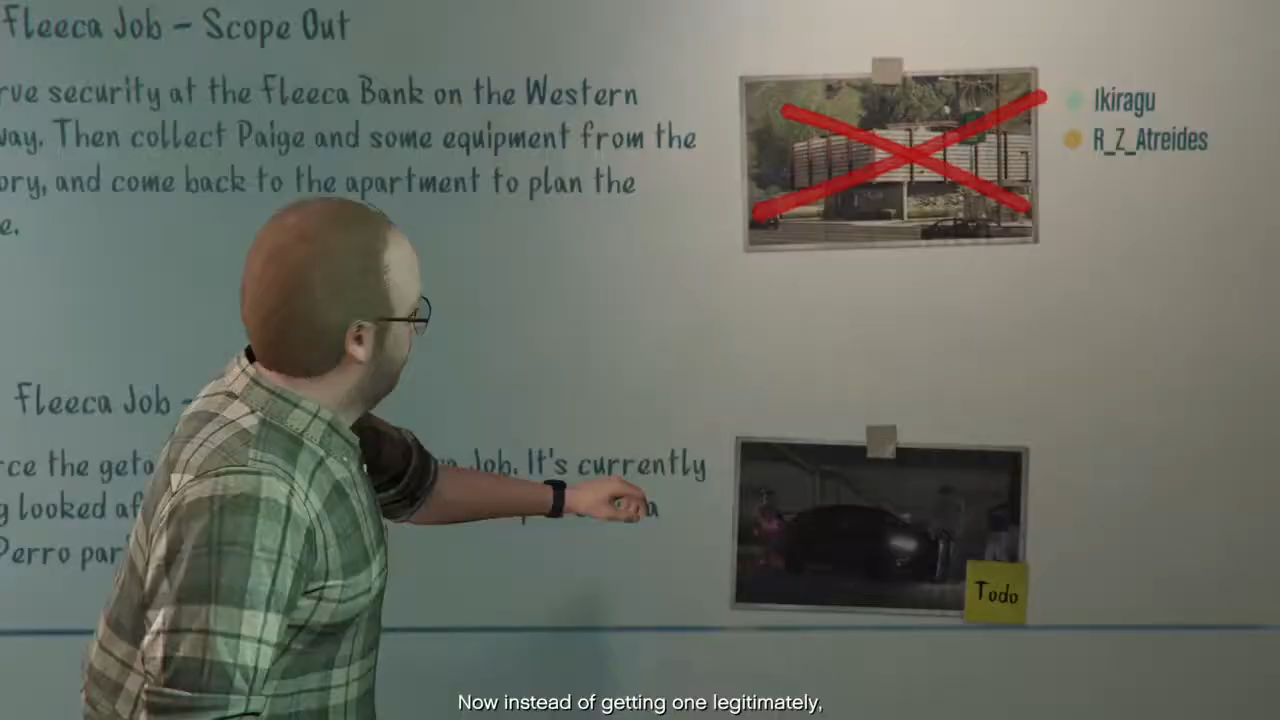 Fleeca Job - Scope Out
rve security at the Fleeca Bank on the Western
way. Then collect Paige and some equipment from the
ory, and come back to the apartment to plan the
e.
Ikiragu
R_Z_Atreides
Fleeca Job -
rce the geta Job. It's currently
g looked af a
Perro par
Todo
Now instead of getting one legitimately,